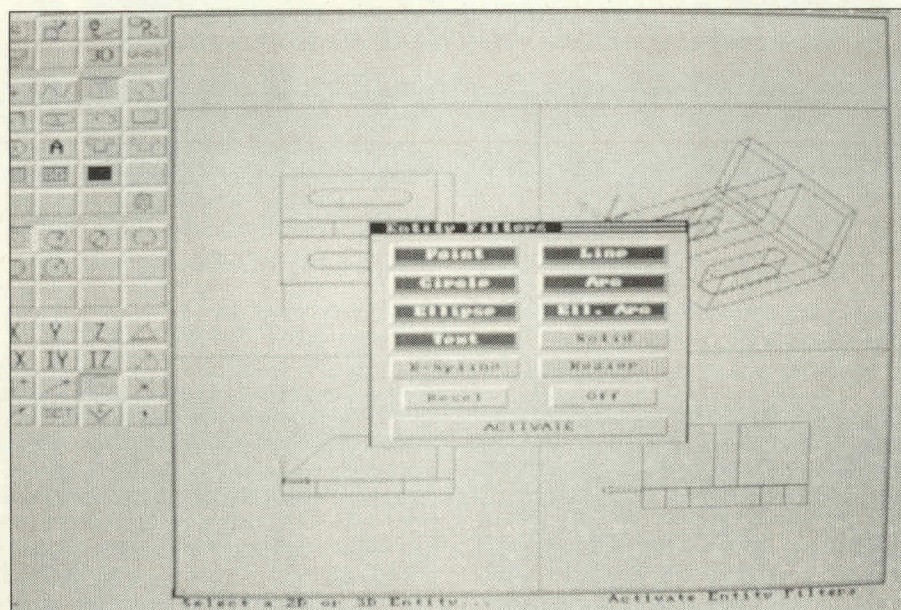 3D
A
Entity Filters
Point Line
Circle Arc
Ellipse Ell. Arc
Text Solid
B-Spline Bezier
Reset Off
ACTIVATE
X Y Z
X IY IZ
Select a 2D or 3D Entity...
Activate Entity Filters